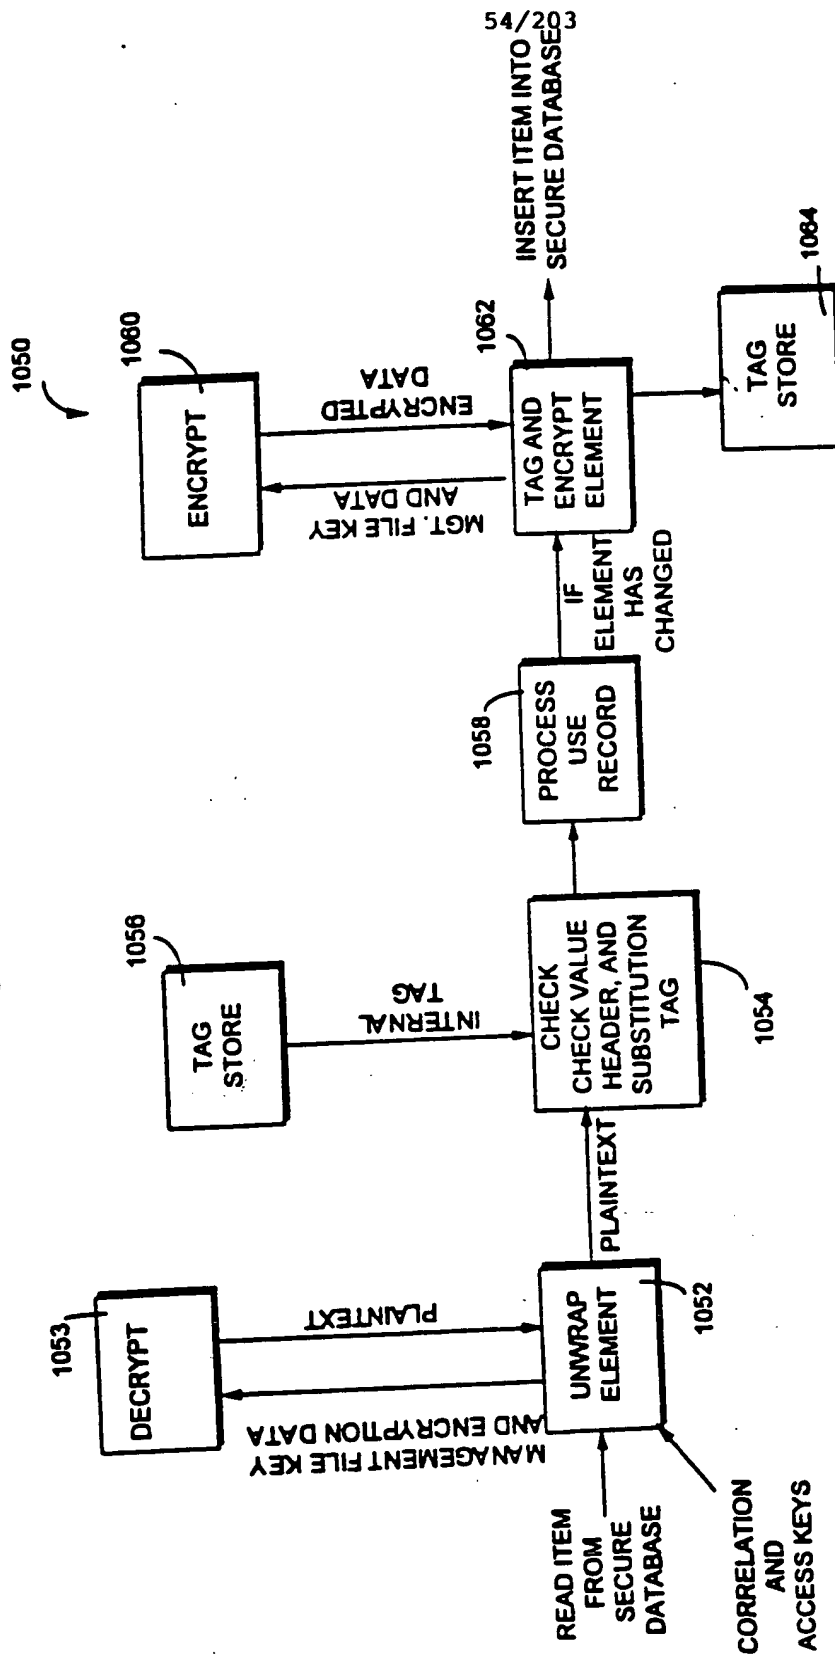 54/203
1050
1053
DECRYPT
MANAGEMENT FILE KEY
AND ENCRYPTION DATA
PLAINTEXT
READ ITEM
FROM
SECURE
DATABASE
CORRELATION
AND
ACCESS KEYS
UNWRAP
ELEMENT
1052
PLAINTEXT
1056
TAG
STORE
INTERNAL
TAG
CHECK
CHECK VALUE
HEADER, AND
SUBSTITUTION
TAG
1054
1058
PROCESS
USE
RECORD
IF
ELEMENT
HAS
CHANGED
1060
ENCRYPT
MGT. FILE KEY
AND DATA
ENCRYPTED
DATA
1062
TAG AND
ENCRYPT
ELEMENT
INSERT ITEM INTO
SECURE DATABASE
TAG
STORE
1064